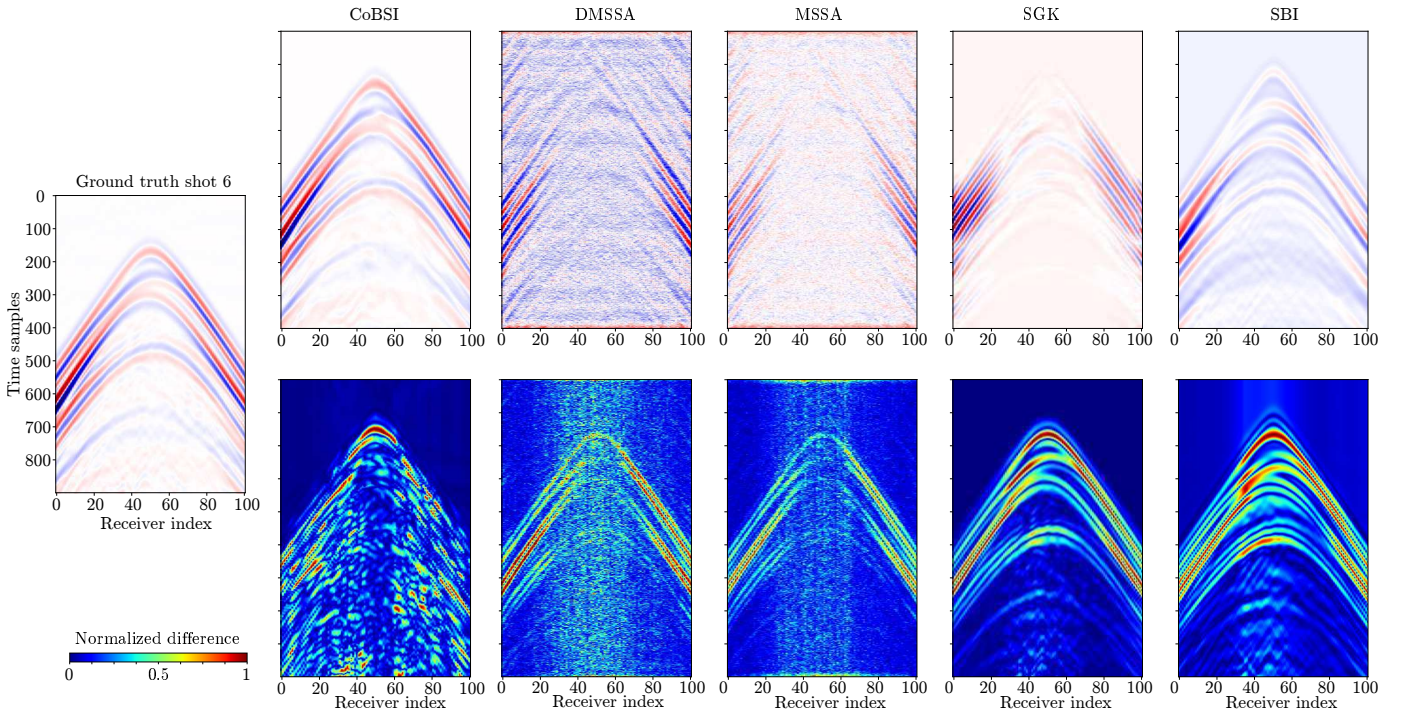 CoBSI DMSSA MSSA SGK SBI
0 20 40 60 80 100 0 20 40 60 80 100 0 20 40 60 80 100 0 20 40 60 80 100 0 20 40 60 80 100
Ground truth shot 6
Time samples
0
100
200
300
400
500
600
700
800
0 20 40 60 80 100
Receiver index
Normalized difference
0 0.5 1
0 20 40 60 80 100 0 20 40 60 80 100 0 20 40 60 80 100 0 20 40 60 80 100 0 20 40 60 80 100
Receiver index Receiver index Receiver index Receiver index Receiver index